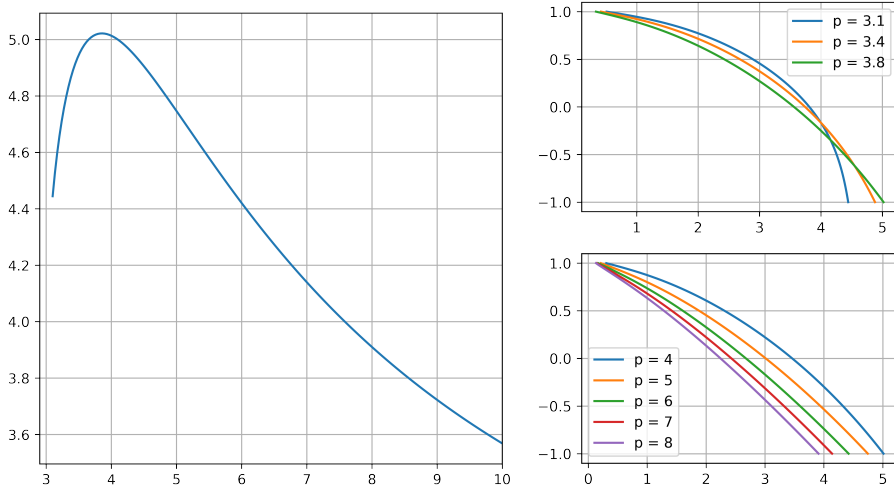 5.0
4.8
4.6
4.4
4.2
4.0
3.8
3.6
3 4 5 6 7 8 9 10
1.0
0.5
0.0
−0.5
−1.0
p = 3.1
p = 3.4
p = 3.8
1 2 3 4 5
1.0
0.5
0.0
−0.5
−1.0
p = 4
p = 5
p = 6
p = 7
p = 8
0 1 2 3 4 5